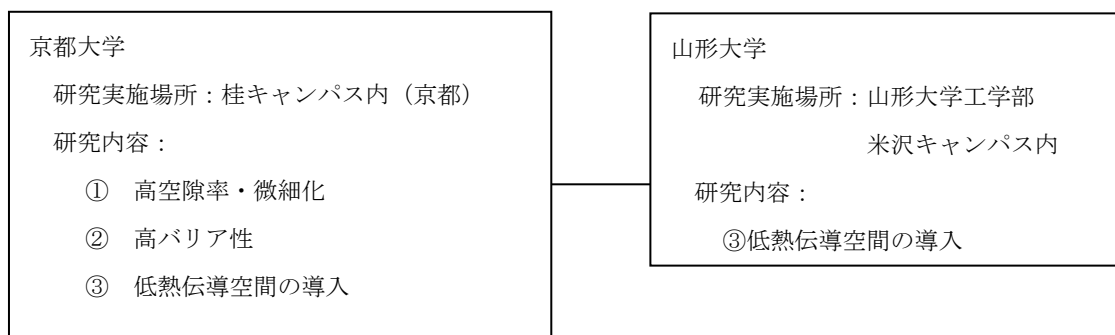 京都大学
研究実施場所：桂キャンパス内（京都）
研究内容：
① 高空隙率・微細化
② 高バリア性
③ 低熱伝導空間の導入
山形大学
研究実施場所：山形大学工学部
米沢キャンパス内
研究内容：
③低熱伝導空間の導入